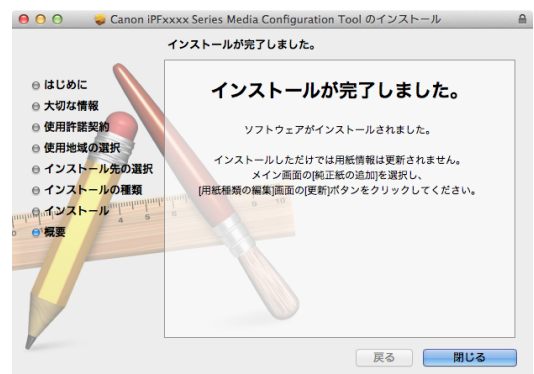 Canon iPFxxxx Series Media Configuration Tool のインストール
インストールが完了しました。
はじめに
大切な情報
使用許諾契約
使用地域の選択
インストール先の選択
インストールの種類
インストール
概要
インストールが完了しました。
ソフトウェアがインストールされました。
インストールしただけでは用紙情報は更新されません。
メイン画面の[純正紙の追加]を選択し、
[用紙種類の編集]画面の[更新]ボタンをクリックしてください。
4 5 6 9 10
戻る
閉じる